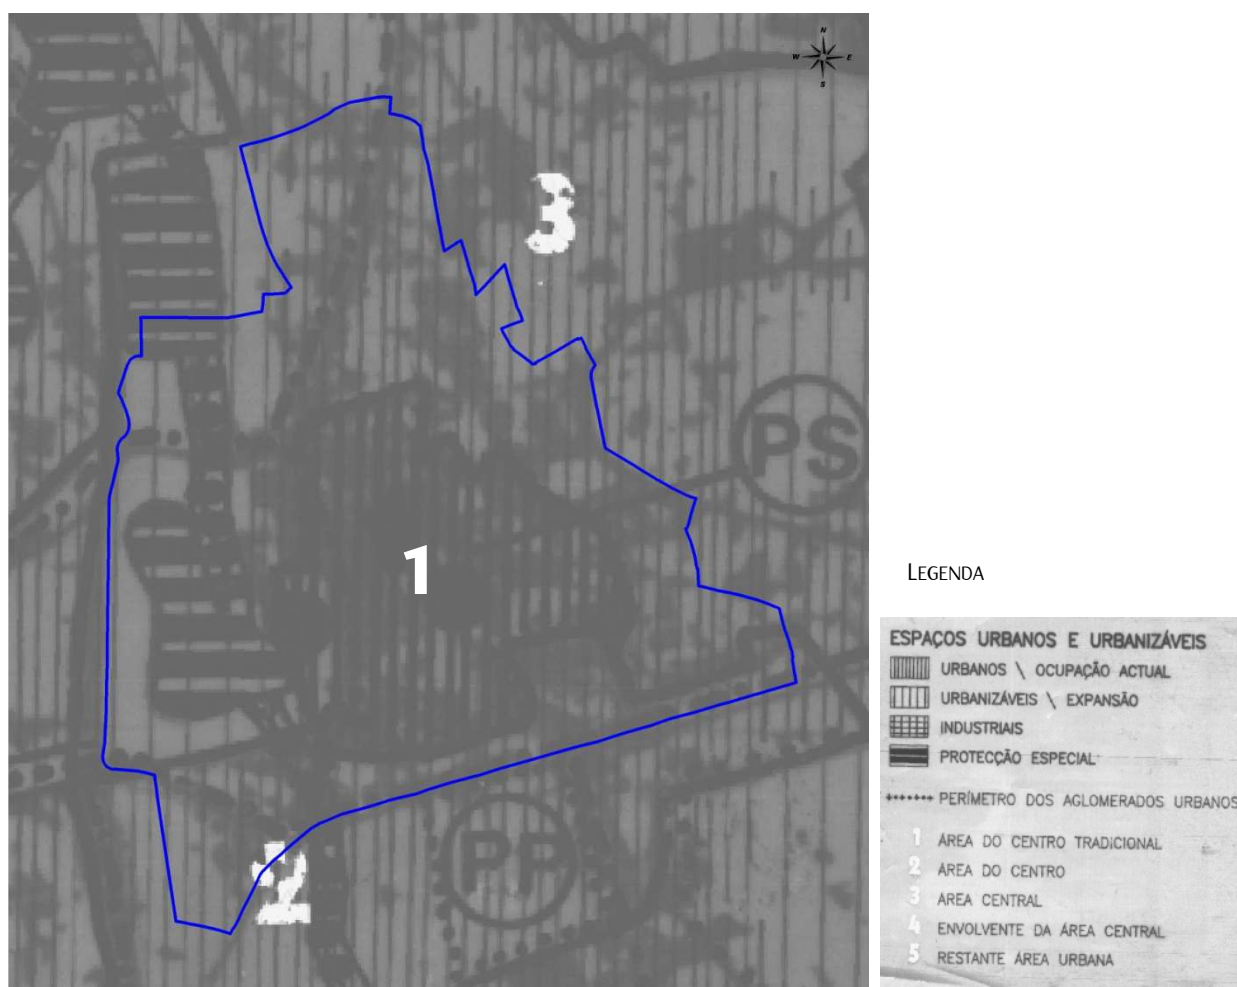 N
W E
S
3
PS
1
PP
2
LEGENDA
ESPAÇOS URBANOS E URBANIZÁVEIS
URBANOS \ OCUPAÇÃO ACTUAL
URBANIZÁVEIS \ EXPANSÃO
INDUSTRIAIS
PROTECÇÃO ESPECIAL
PERÍMETRO DOS AGLOMERADOS URBANOS
1 ÁREA DO CENTRO TRADICIONAL
2 ÁREA DO CENTRO
3 ÁREA CENTRAL
4 ENVOLVENTE DA ÁREA CENTRAL
5 RESTANTE ÁREA URBANA